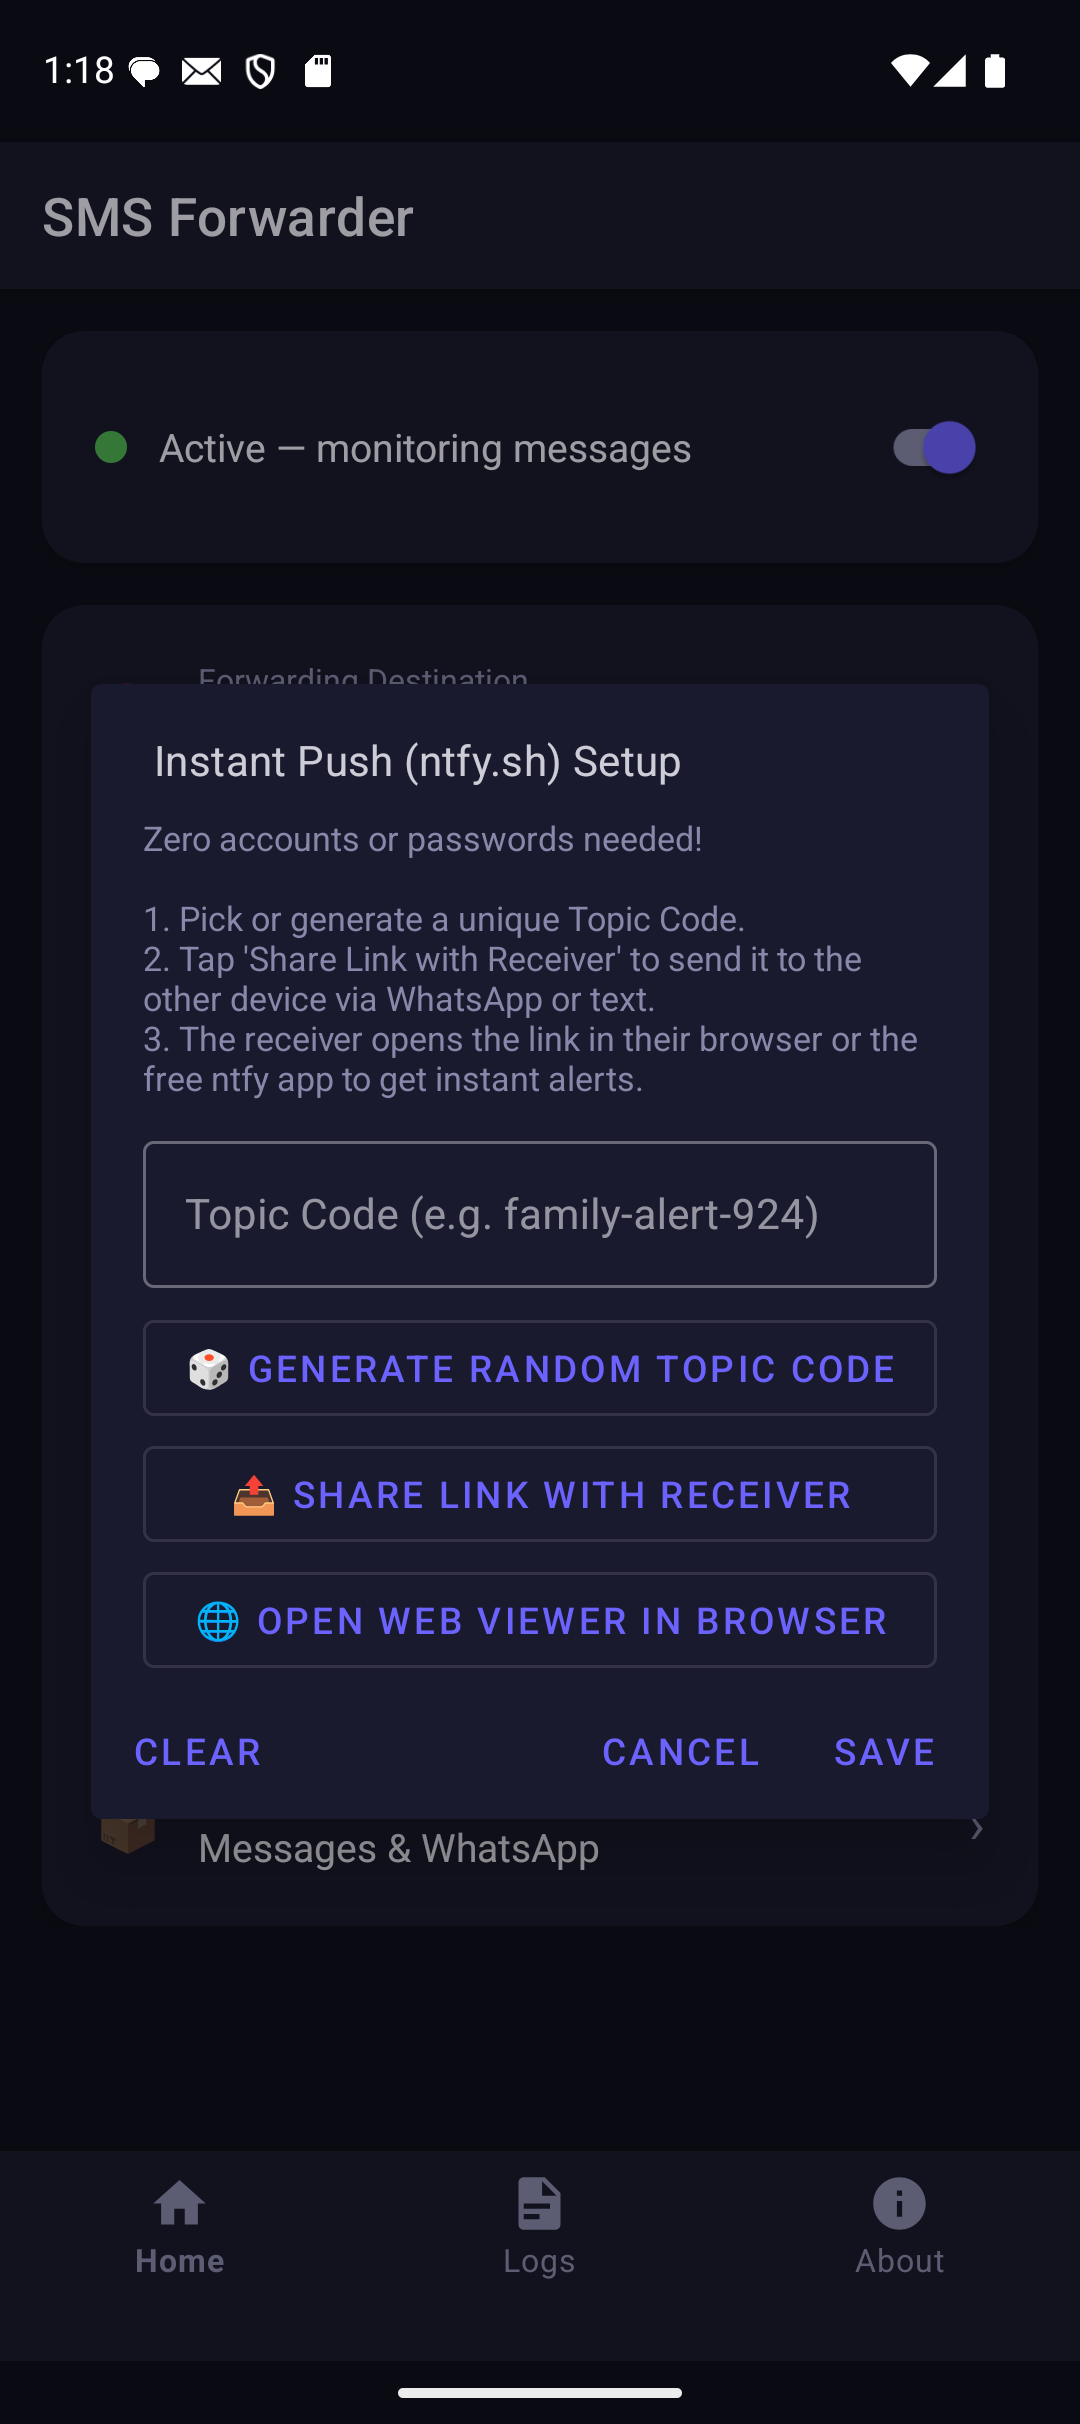 1:18
SMS Forwarder
Active — monitoring messages
Forwarding Destination
Instant Push (ntfy.sh) Setup
Zero accounts or passwords needed!
1. Pick or generate a unique Topic Code.
2. Tap 'Share Link with Receiver' to send it to the
other device via WhatsApp or text.
3. The receiver opens the link in their browser or the
free ntfy app to get instant alerts.
Topic Code (e.g. family-alert-924)
GENERATE RANDOM TOPIC CODE
SHARE LINK WITH RECEIVER
OPEN WEB VIEWER IN BROWSER
CLEAR CANCEL SAVE
Messages & WhatsApp
Home Logs About